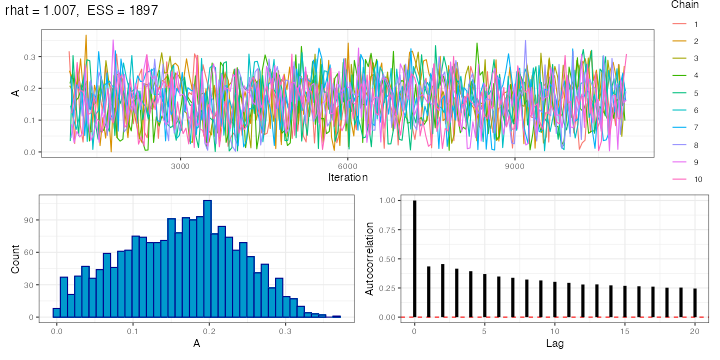 rhat = 1.007, ESS = 1897
Chain
1
2
3
4
5
6
7
8
9
10
A
0.3
0.2
0.1
0.0
3000 6000 9000
Iteration
Count
90
60
30
0
0.0 0.1 0.2 0.3
A
Autocorrelation
1.00
0.75
0.50
0.25
0.00
0 5 10 15 20
Lag